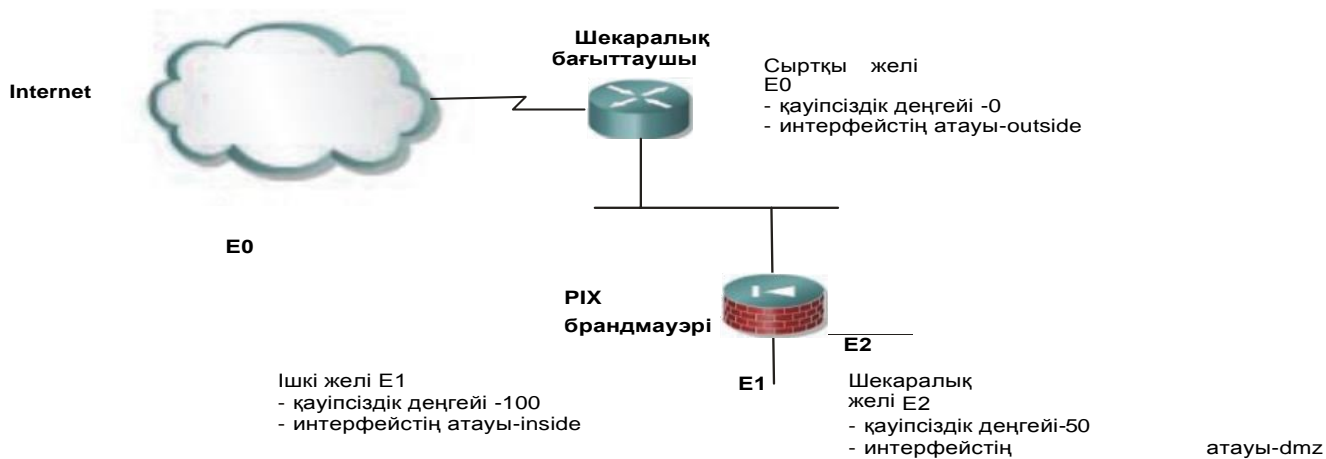 Internet
Шекаралық
бағыттаушы
Сыртқы желі
E0
- қауіпсіздік деңгейі -0
- интерфейстің атауы-outside
E0
PIX
брандмауэрі
E2
E1
Ішкі желі E1
- қауіпсіздік деңгейі -100
- интерфейстің атауы-inside
Шекаралық
желі E2
- қауіпсіздік деңгейі-50
- интерфейстің атауы-dmz